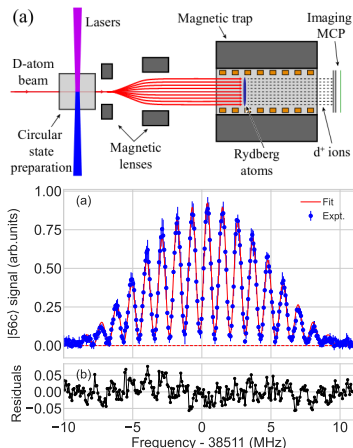 (a)
Lasers
D-atom
beam
Circular
state
preparation
Magnetic
lenses
Magnetic trap
Imaging
MCP
Rydberg
atoms
d⁺ ions
(a)
Fit
Expt.
|56c⟩ signal (arb.units)
1.00
0.75
0.50
0.25
0.00
(b)
Residuals
0.05
0.00
−0.05
−10 −5 0 5 10
Frequency - 38511 (MHz)